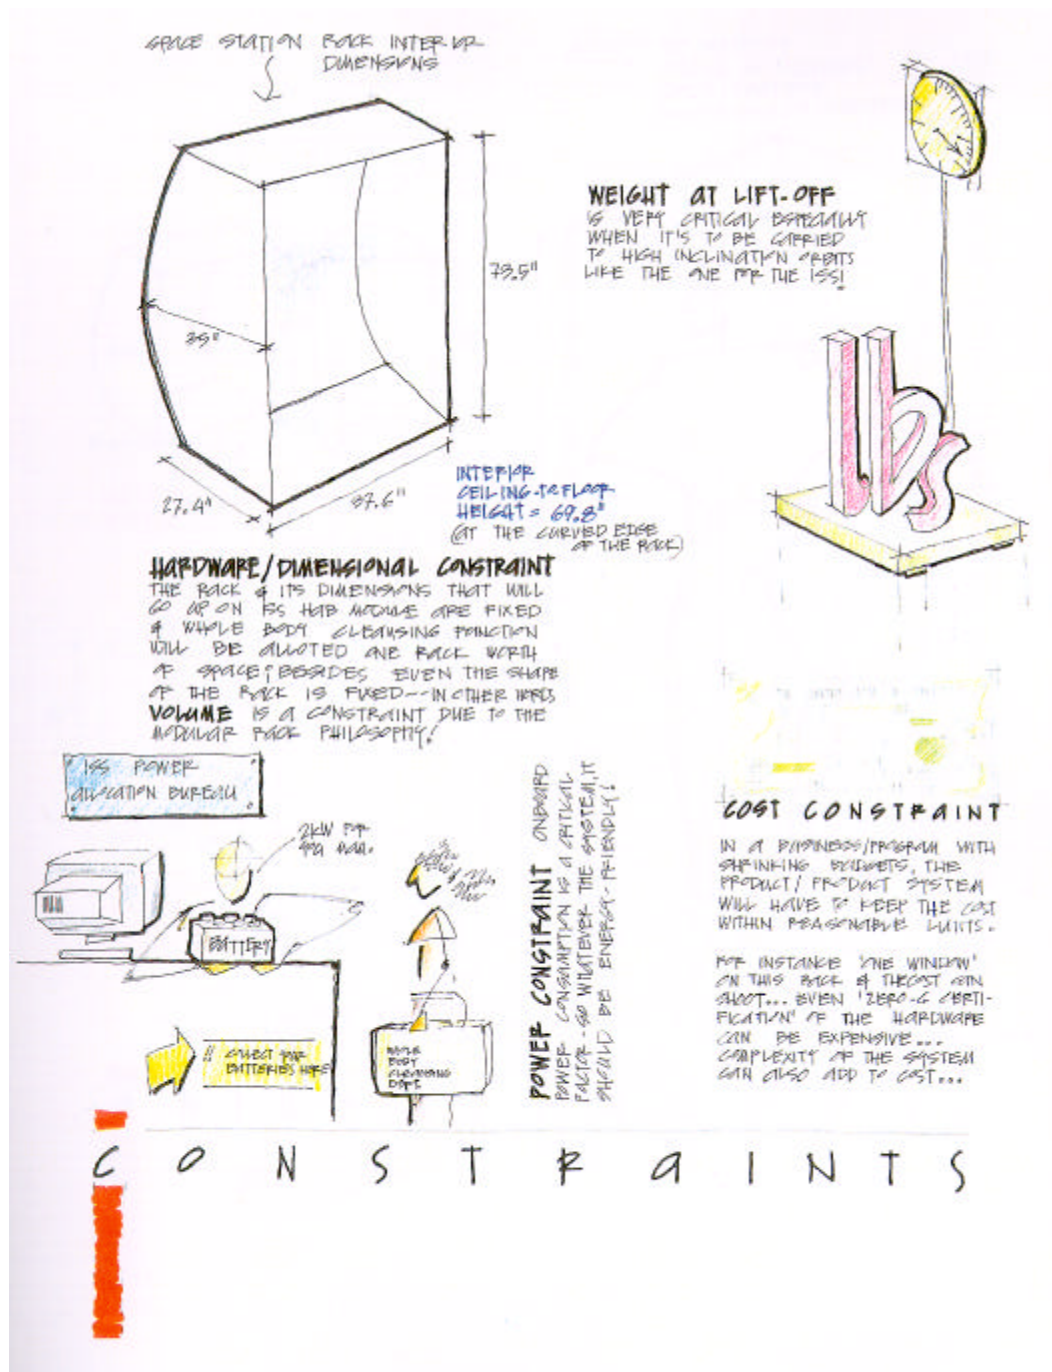 SPACE STATION RACK INTERIOR
DIMENSIONS
73.5"
35"
27.4"
37.6"
INTERIOR
CEILING-TO FLOOR
HEIGHT = 69.8"
(AT THE CURVED EDGE
OF THE RACK)
WEIGHT AT LIFT-OFF
IS VERY CRITICAL ESPECIALLY
WHEN IT'S TO BE CARRIED
TO HIGH INCLINATION ORBITS
LIKE THE ONE FOR THE ISS!
lbs
HARDWARE/DIMENSIONAL CONSTRAINT
THE RACK & ITS DIMENSIONS THAT WILL
GO UP ON ISS HAB MODULE ARE FIXED
& WHOLE BODY CLEANSING FUNCTION
WILL BE ALLOTED ONE RACK WORTH
OF SPACE; BESIDES EVEN THE SHAPE
OF THE RACK IS FIXED -- IN OTHER WORDS
VOLUME IS A CONSTRAINT DUE TO THE
MODULAR RACK PHILOSOPHY!
ISS POWER
ALLOCATION BUREAU
2KW FOR
YOU MAN.
BATTERY
COLLECT YOUR
BATTERIES HERE
WHOLE
BODY
CLEANSING
DEPT
POWER CONSTRAINT ONBOARD
POWER CONSUMPTION IS A CRITICAL
FACTOR - SO WHATEVER THE SYSTEM, IT
SHOULD BE ENERGY-FRIENDLY!
COST CONSTRAINT
IN A BUSINESS/PROGRAM WITH
SHRINKING BUDGETS, THE
PRODUCT/ PRODUCT SYSTEM
WILL HAVE TO KEEP THE COST
WITHIN REASONABLE LIMITS.
FOR INSTANCE 'ONE WINDOW'
ON THIS RACK & THE COST CAN
SHOOT... EVEN 'ZERO-G CERTI-
FICATION' OF THE HARDWARE
CAN BE EXPENSIVE...
COMPLEXITY OF THE SYSTEM
CAN ALSO ADD TO COST...
CONSTRAINTS